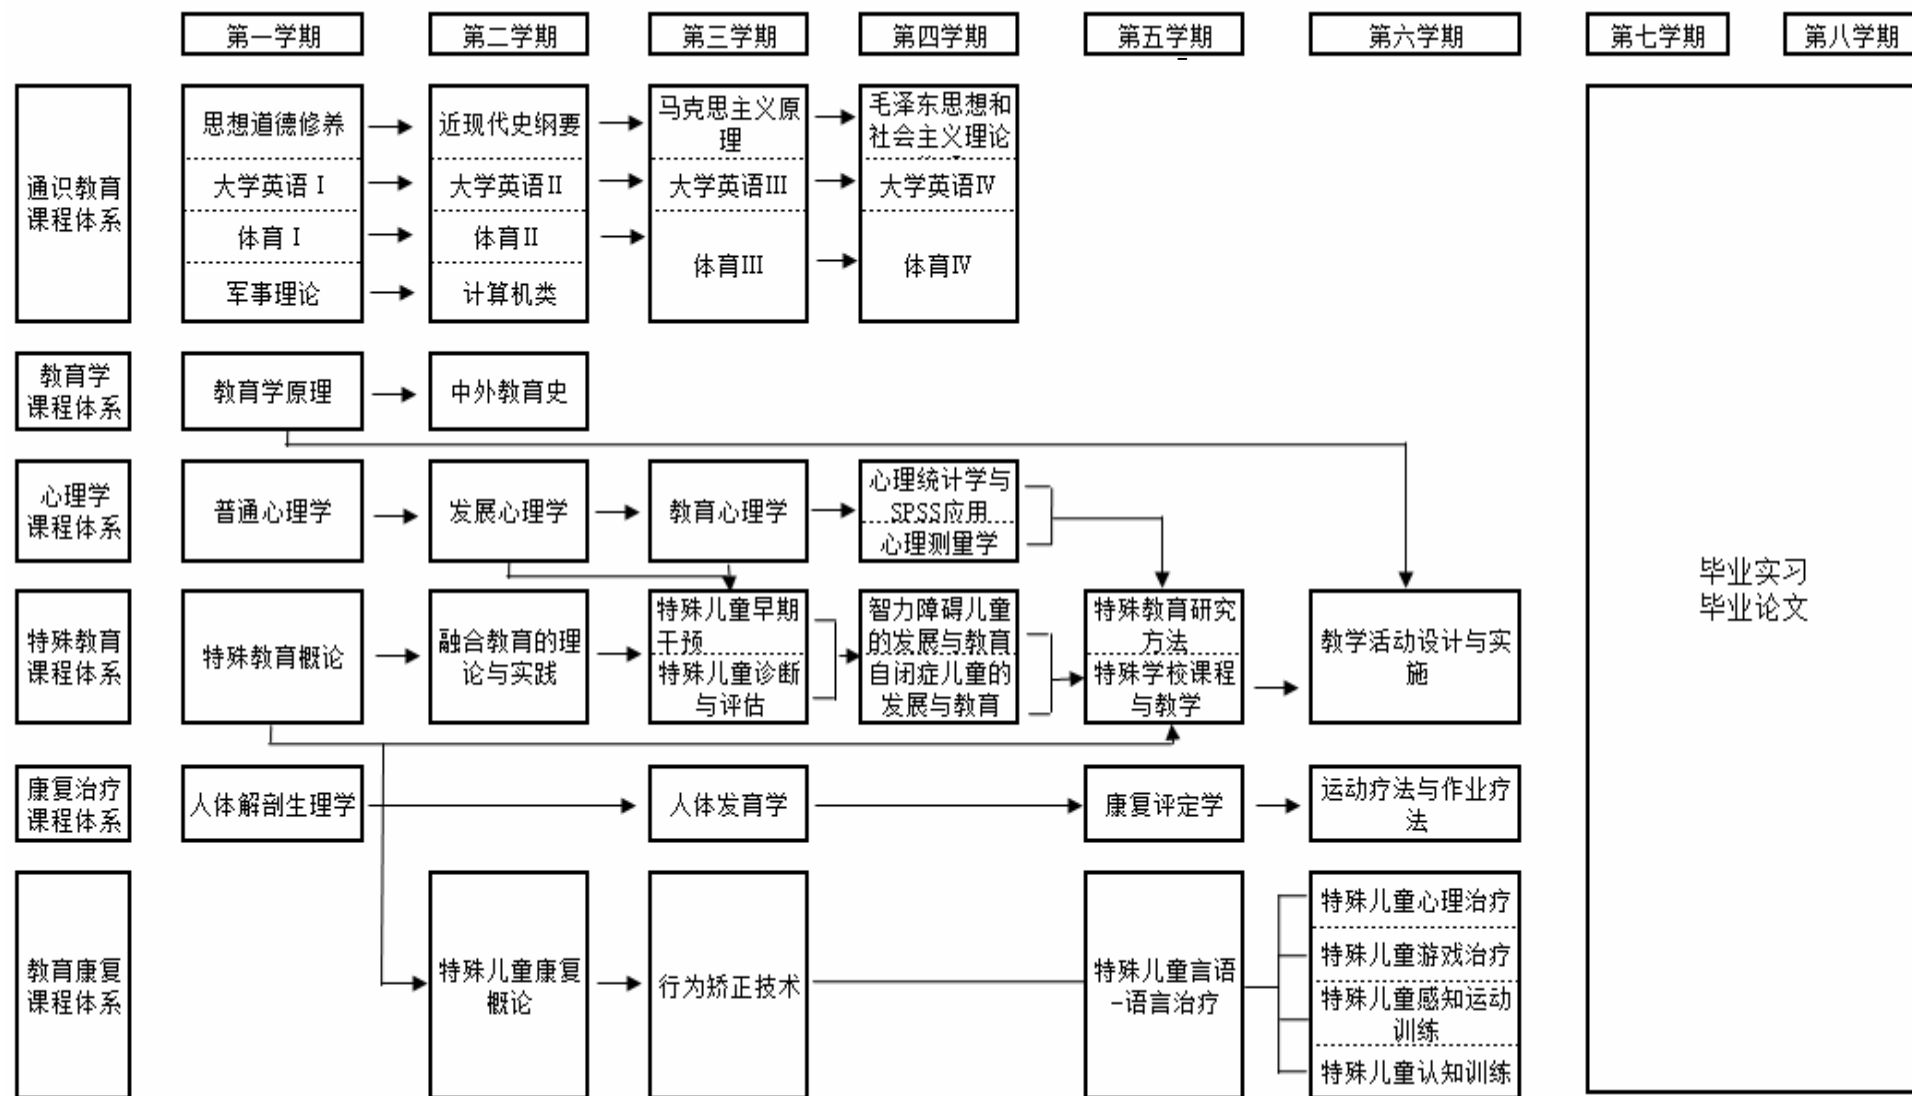 第一学期
第二学期
第三学期
第四学期
第五学期
第六学期
第七学期
第八学期
通识教育
课程体系
思想道德修养
近现代史纲要
马克思主义原
理
毛泽东思想和
社会主义理论
大学英语Ⅰ
大学英语Ⅱ
大学英语Ⅲ
大学英语Ⅳ
体育Ⅰ
体育Ⅱ
体育Ⅲ
体育Ⅳ
军事理论
计算机类
教育学
课程体系
教育学原理
中外教育史
心理学
课程体系
普通心理学
发展心理学
教育心理学
心理统计学与
SPSS应用
心理测量学
特殊教育
课程体系
特殊教育概论
融合教育的理
论与实践
特殊儿童早期
干预
特殊儿童诊断
与评估
智力障碍儿童
的发展与教育
自闭症儿童的
发展与教育
特殊教育研究
方法
特殊学校课程
与教学
教学活动设计与实
施
康复治疗
课程体系
人体解剖生理学
人体发育学
康复评定学
运动疗法与作业疗
法
教育康复
课程体系
特殊儿童康复
概论
行为矫正技术
特殊儿童言语
-语言治疗
特殊儿童心理治疗
特殊儿童游戏治疗
特殊儿童感知运动
训练
特殊儿童认知训练
毕业实习
毕业论文